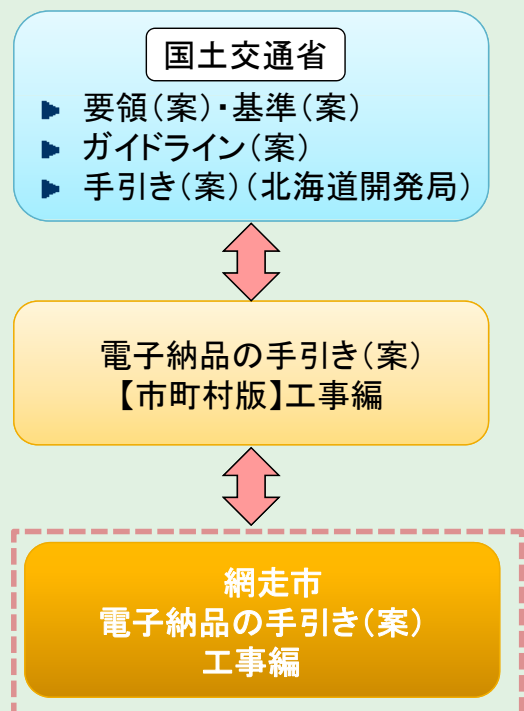 国土交通省
要領（案）・基準（案）
ガイドライン（案）
手引き（案）（北海道開発局）
電子納品の手引き（案）
【市町村版】工事編
網走市
電子納品の手引き（案）
工事編